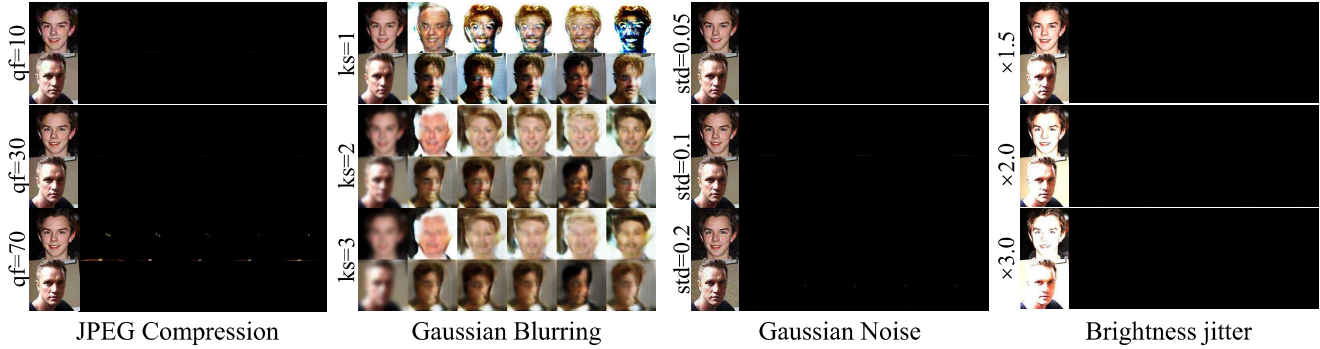 qf=10
qf=30
qf=70
JPEG Compression
ks=1
ks=2
ks=3
Gaussian Blurring
std=0.05
std=0.1
std=0.2
Gaussian Noise
×1.5
×2.0
×3.0
Brightness jitter